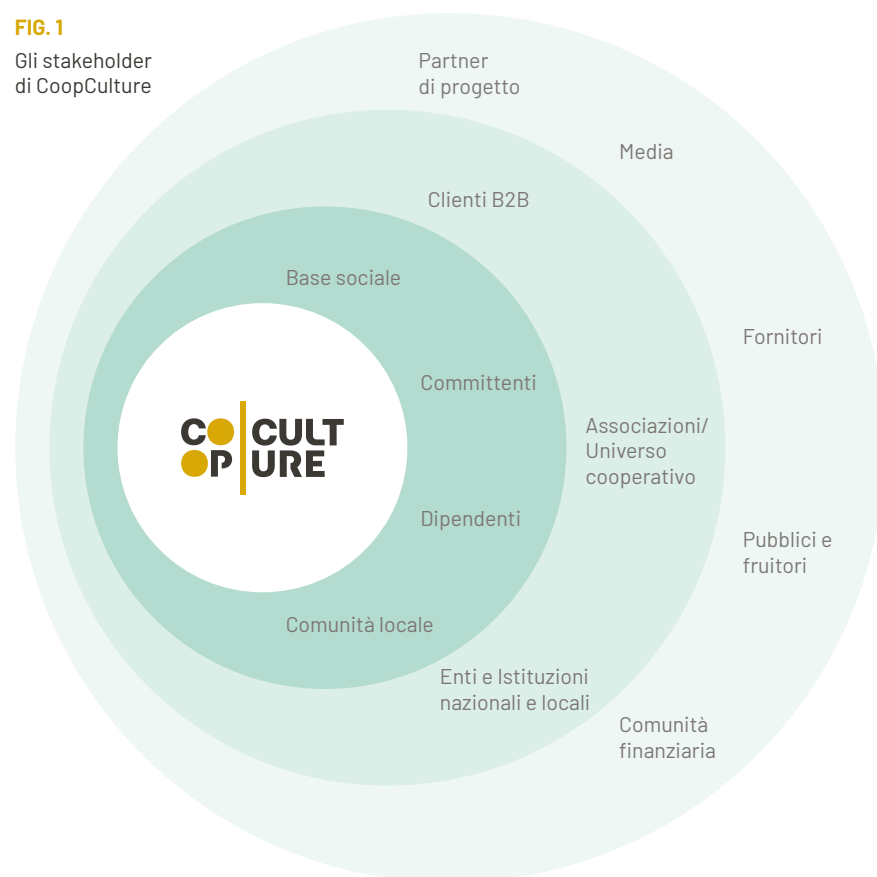 FIG. 1
Gli stakeholder
di CoopCulture
Partner
di progetto
Media
Clienti B2B
Base sociale
Fornitori
Committenti
CO CULT
OP URE
Associazioni/
Universo
cooperativo
Dipendenti
Pubblici e
fruitori
Comunità locale
Enti e Istituzioni
nazionali e locali
Comunità
finanziaria